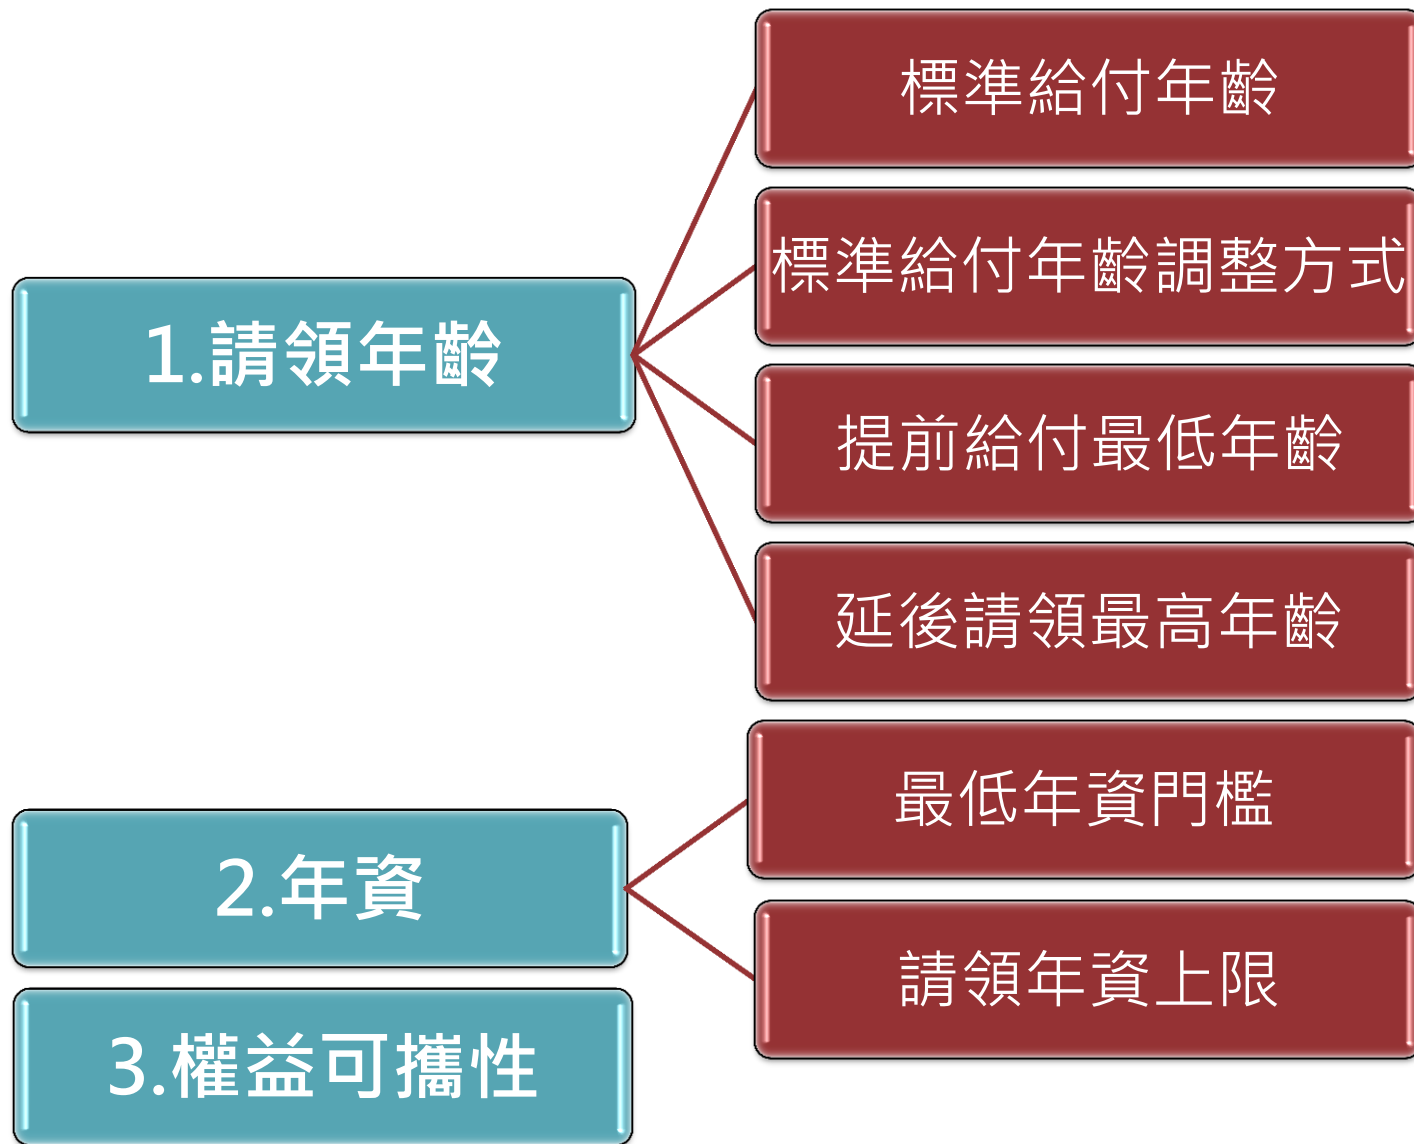 1.請領年齡
標準給付年齡
標準給付年齡調整方式
提前給付最低年齡
延後請領最高年齡
2.年資
最低年資門檻
請領年資上限
3.權益可攜性